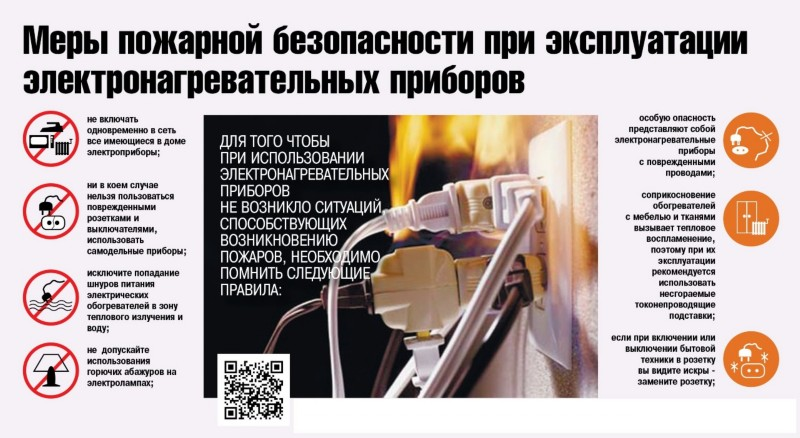 Меры пожарной безопасности при эксплуатации
электронагревательных приборов
не включать
одновременно в сеть
все имеющиеся в доме
электроприборы;
ни в коем случае
нельзя пользоваться
поврежденными
розетками и
выключателями,
использовать
самодельные приборы;
исключите попадание
шнуров питания
электрических
обогревателей в зону
теплового излучения и
воду;
не допускайте
использования
горючих абажуров на
электролампах;
ДЛЯ ТОГО ЧТОБЫ
ПРИ ИСПОЛЬЗОВАНИИ
ЭЛЕКТРОНАГРЕВАТЕЛЬНЫХ
ПРИБОРОВ
НЕ ВОЗНИКЛО СИТУАЦИЙ,
СПОСОБСТВУЮЩИХ
ВОЗНИКНОВЕНИЮ
ПОЖАРОВ, НЕОБХОДИМО
ПОМНИТЬ СЛЕДУЮЩИЕ
ПРАВИЛА:
особую опасность
представляют собой
электронагревательные
приборы
с поврежденными
проводами;
соприкосновение
обогревателей
с мебелью и тканями
вызывает тепловое
воспламенение,
поэтому при их
эксплуатации
рекомендуется
использовать
несгораемые
токонепроводящие
подставки;
если при включении или
выключении бытовой
техники в розетку
вы видите искры -
замените розетку;